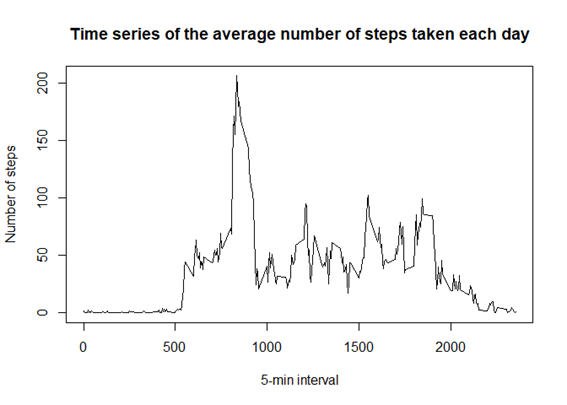 Time series of the average number of steps taken each day
Number of steps
200
150
100
50
0
0 500 1000 1500 2000
5-min interval